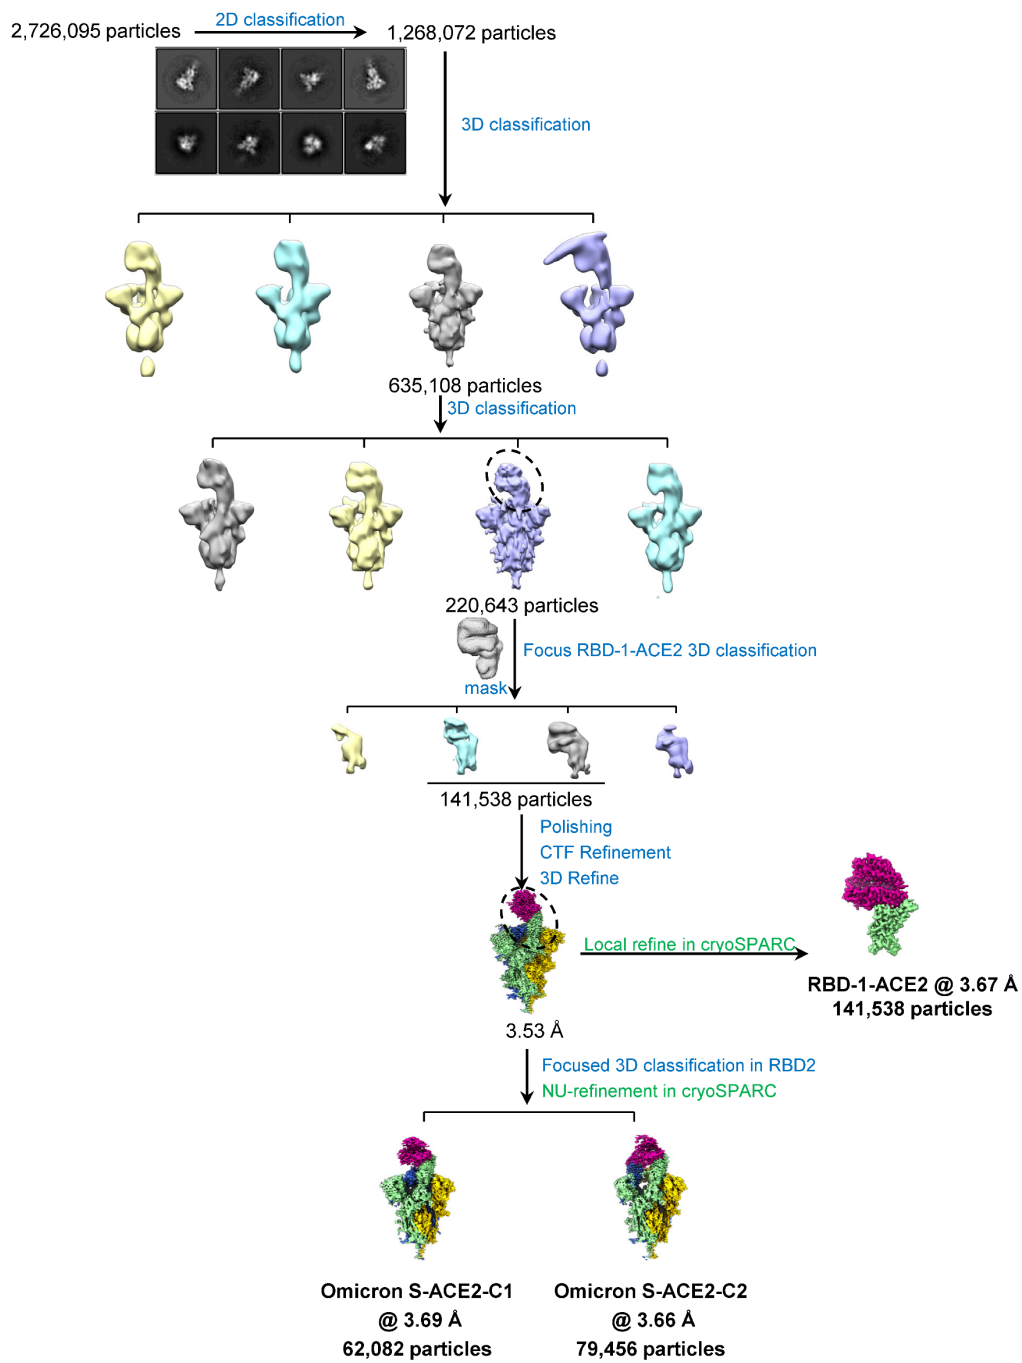 2D classification
2,726,095 particles
1,268,072 particles
3D classification
635,108 particles
3D classification
220,643 particles
Focus RBD-1-ACE2 3D classification
mask
141,538 particles
Polishing
CTF Refinement
3D Refine
Local refine in cryoSPARC
RBD-1-ACE2 @ 3.67 Å
141,538 particles
3.53 Å
Focused 3D classification in RBD2
NU-refinement in cryoSPARC
Omicron S-ACE2-C1
@ 3.69 Å
62,082 particles
Omicron S-ACE2-C2
@ 3.66 Å
79,456 particles